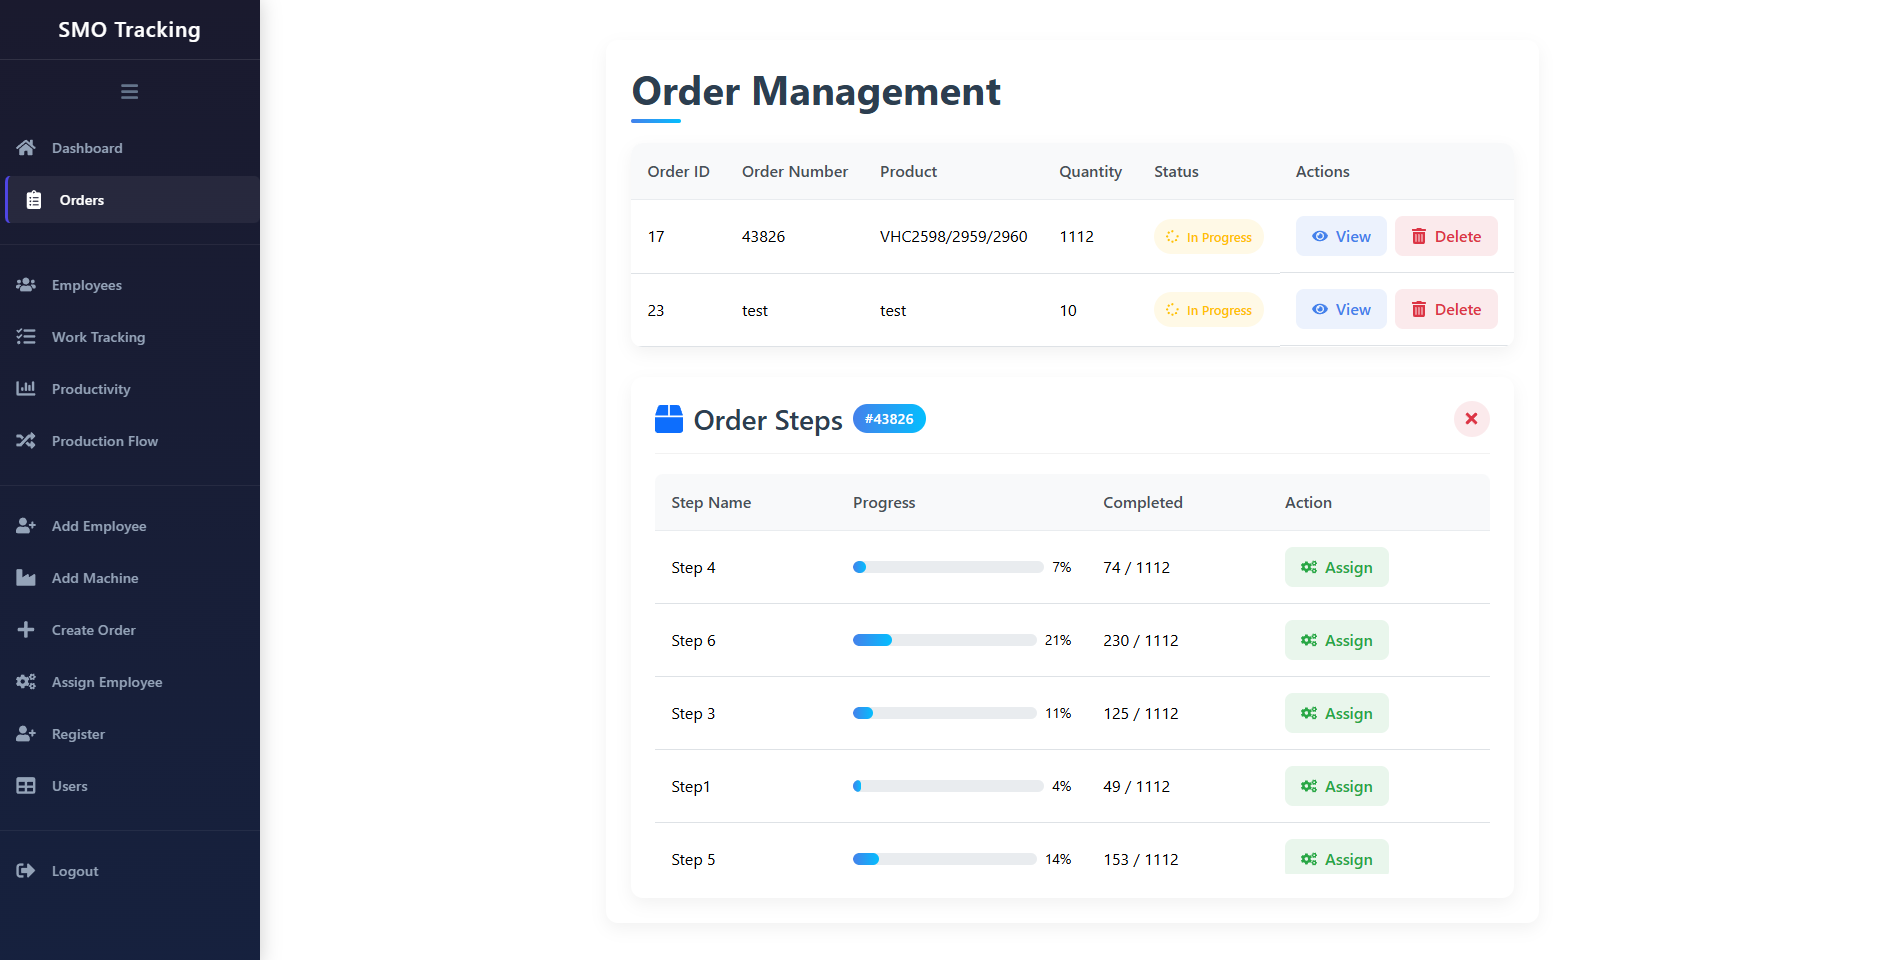 SMO Tracking
Dashboard
Orders
Employees
Work Tracking
Productivity
Production Flow
Add Employee
Add Machine
Create Order
Assign Employee
Register
Users
Logout
Order Management
Order ID Order Number Product Quantity Status Actions
17 43826 VHC2598/2959/2960 1112 In Progress View Delete
23 test test 10 In Progress View Delete
Order Steps #43826
Step Name Progress Completed Action
Step 4 7% 74 / 1112 Assign
Step 6 21% 230 / 1112 Assign
Step 3 11% 125 / 1112 Assign
Step1 4% 49 / 1112 Assign
Step 5 14% 153 / 1112 Assign